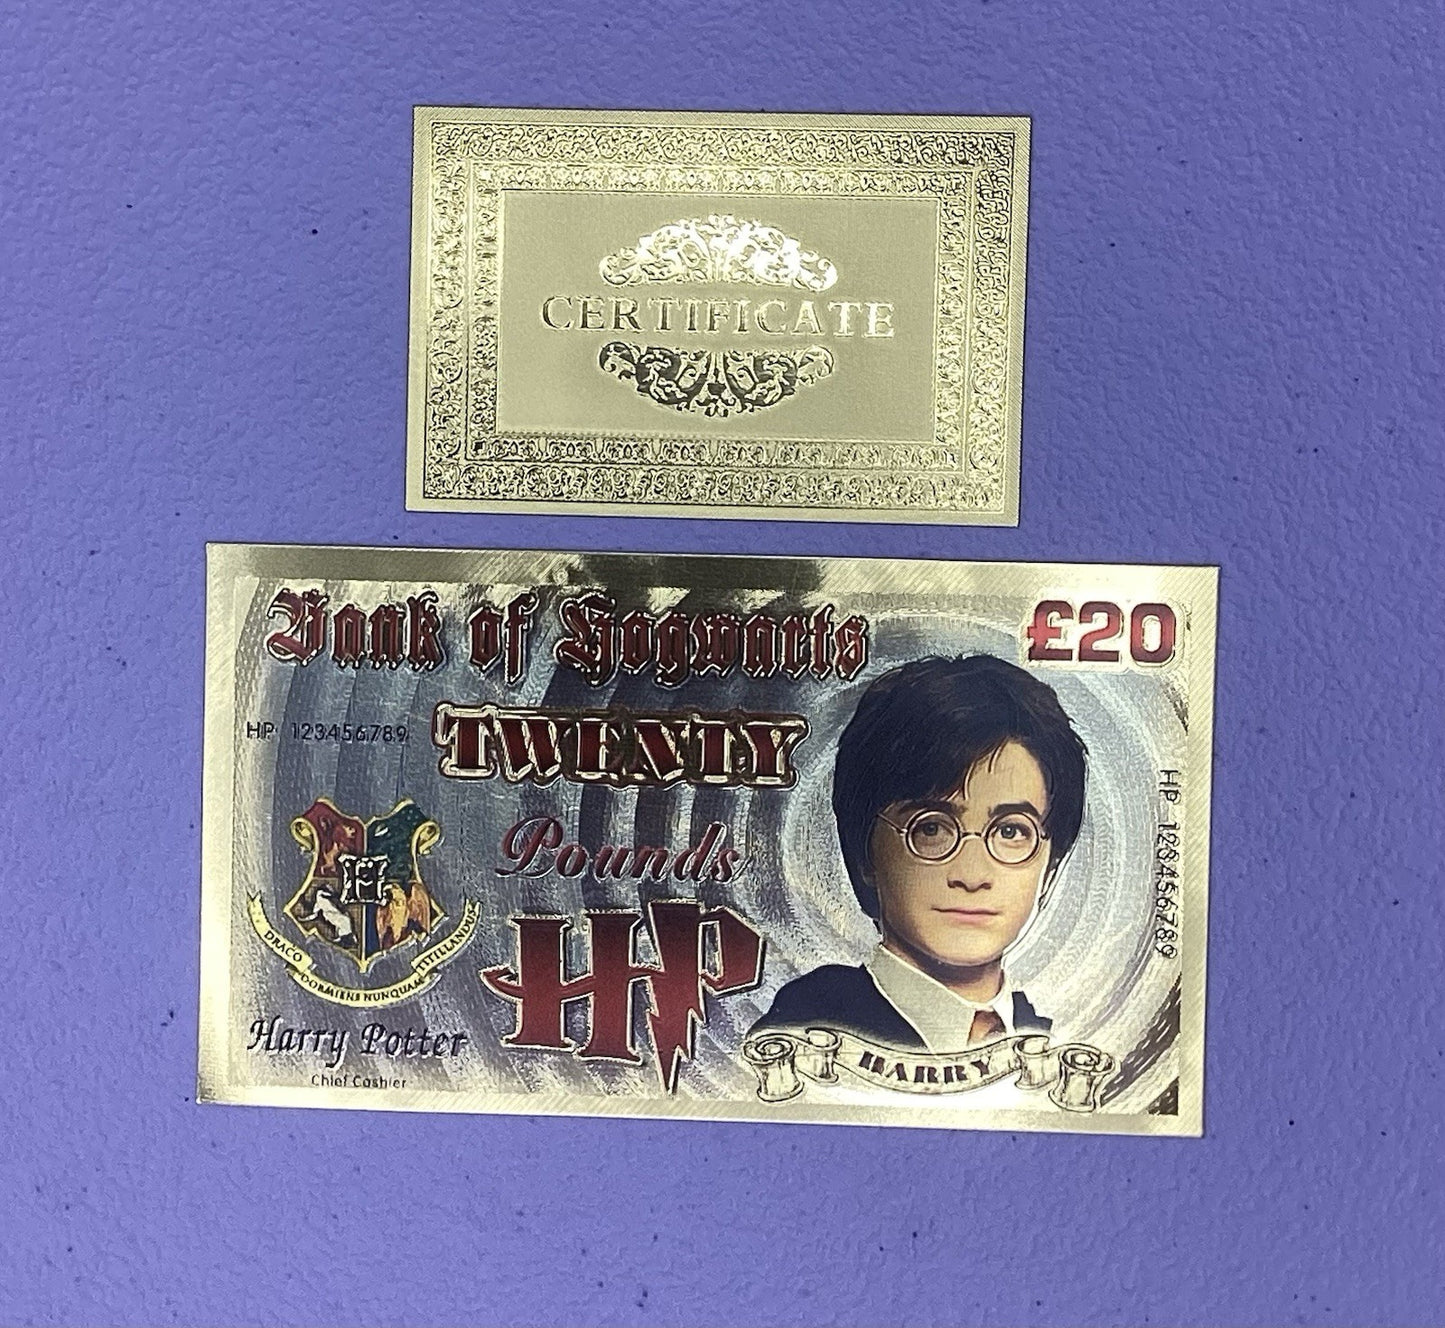 CERTIFICATE
Bank of Hogwarts
£20
HP 123456789
TWENTY
Pounds
HP 123456789
H
DRACO DORMIENS NUNQUAM TITILLANDUS
HP
Harry Potter
Chief Cashier
HARRY